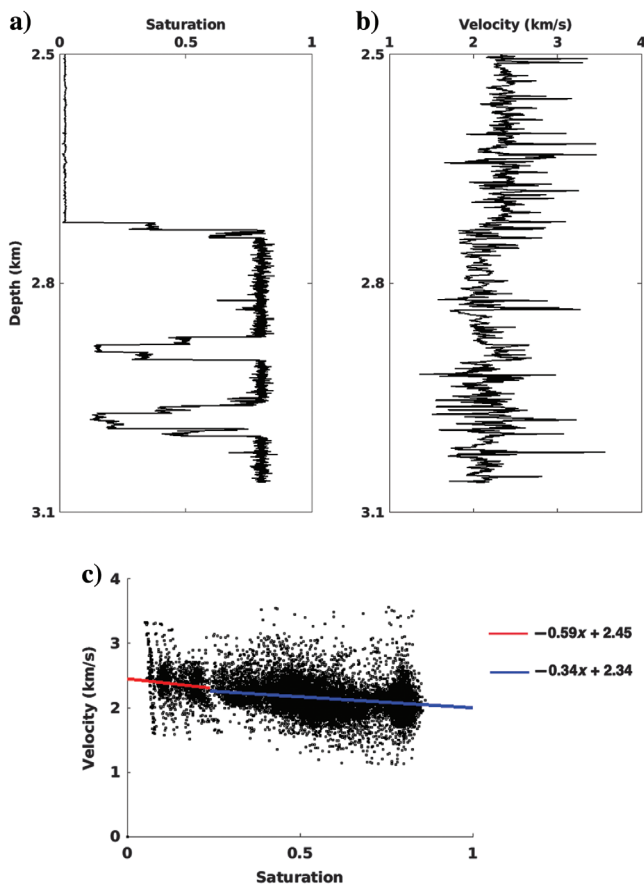 a)
Saturation
0 0.5 1
2.5
2.8
3.1
Depth (km)
b)
Velocity (km/s)
1 2 3 4
2.5
2.8
3.1
c)
4
3
2
1
0
Velocity (km/s)
0 0.5 1
Saturation
−0.59x + 2.45
−0.34x + 2.34